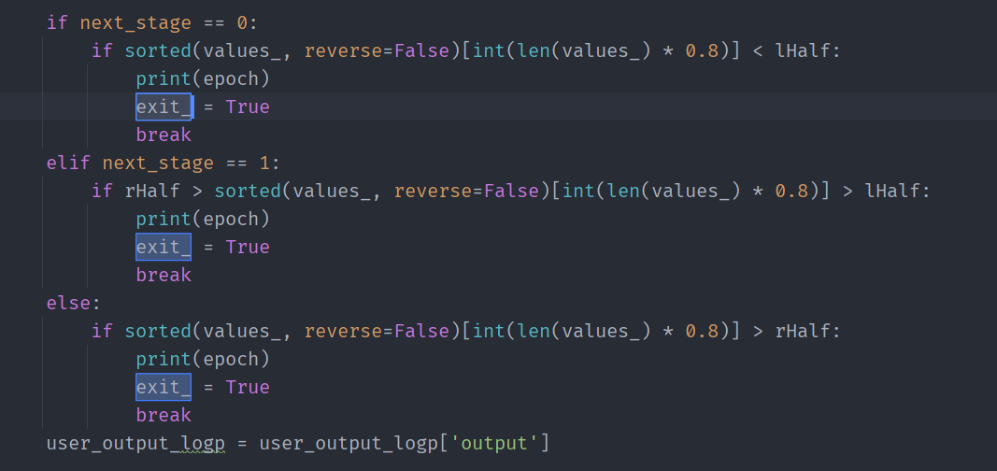 if next_stage == 0:
    if sorted(values_, reverse=False)[int(len(values_) * 0.8)] < lHalf:
        print(epoch)
        exit_ = True
        break
elif next_stage == 1:
    if rHalf > sorted(values_, reverse=False)[int(len(values_) * 0.8)] > lHalf:
        print(epoch)
        exit_ = True
        break
else:
    if sorted(values_, reverse=False)[int(len(values_) * 0.8)] > rHalf:
        print(epoch)
        exit_ = True
        break
user_output_logp = user_output_logp['output']